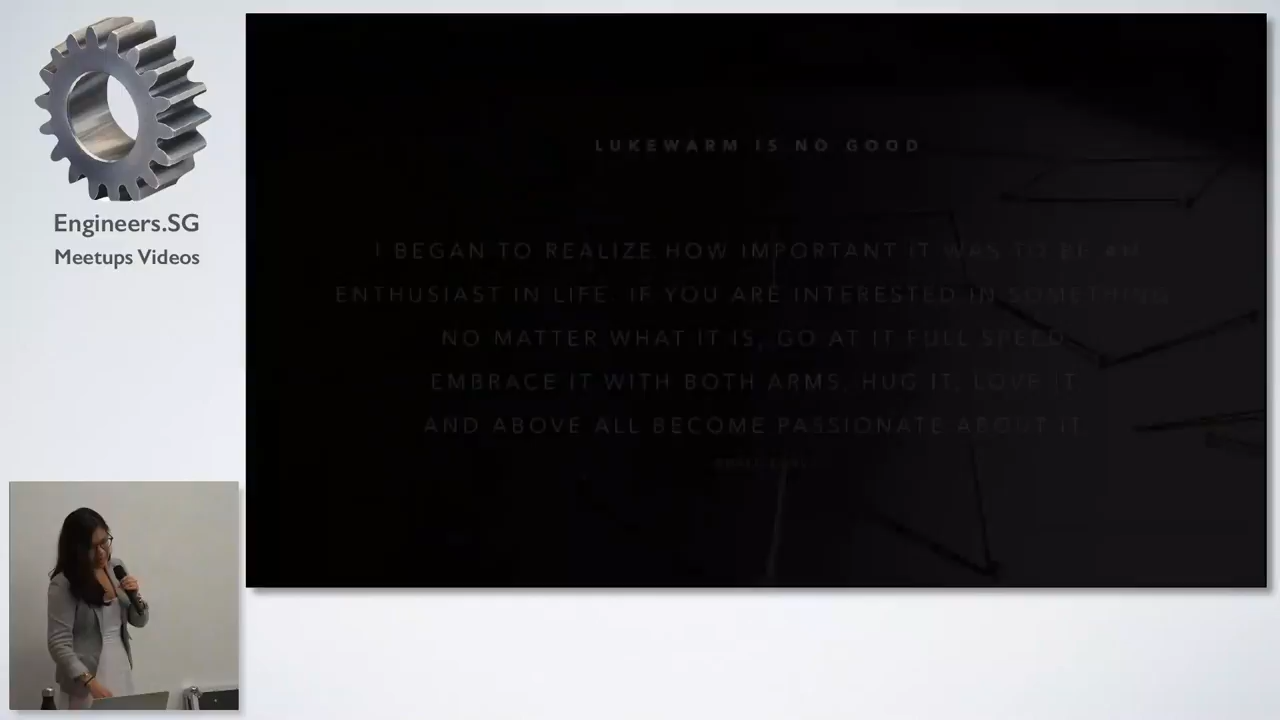 Engineers.SG
Meetups Videos
LUKEWARM IS NO GOOD
I BEGAN TO REALIZE HOW IMPORTANT IT WAS TO BE AN
ENTHUSIAST IN LIFE. IF YOU ARE INTERESTED IN SOMETHING
NO MATTER WHAT IT IS, GO AT IT FULL SPEED
EMBRACE IT WITH BOTH ARMS, HUG IT, LOVE IT
AND ABOVE ALL BECOME PASSIONATE ABOUT IT.